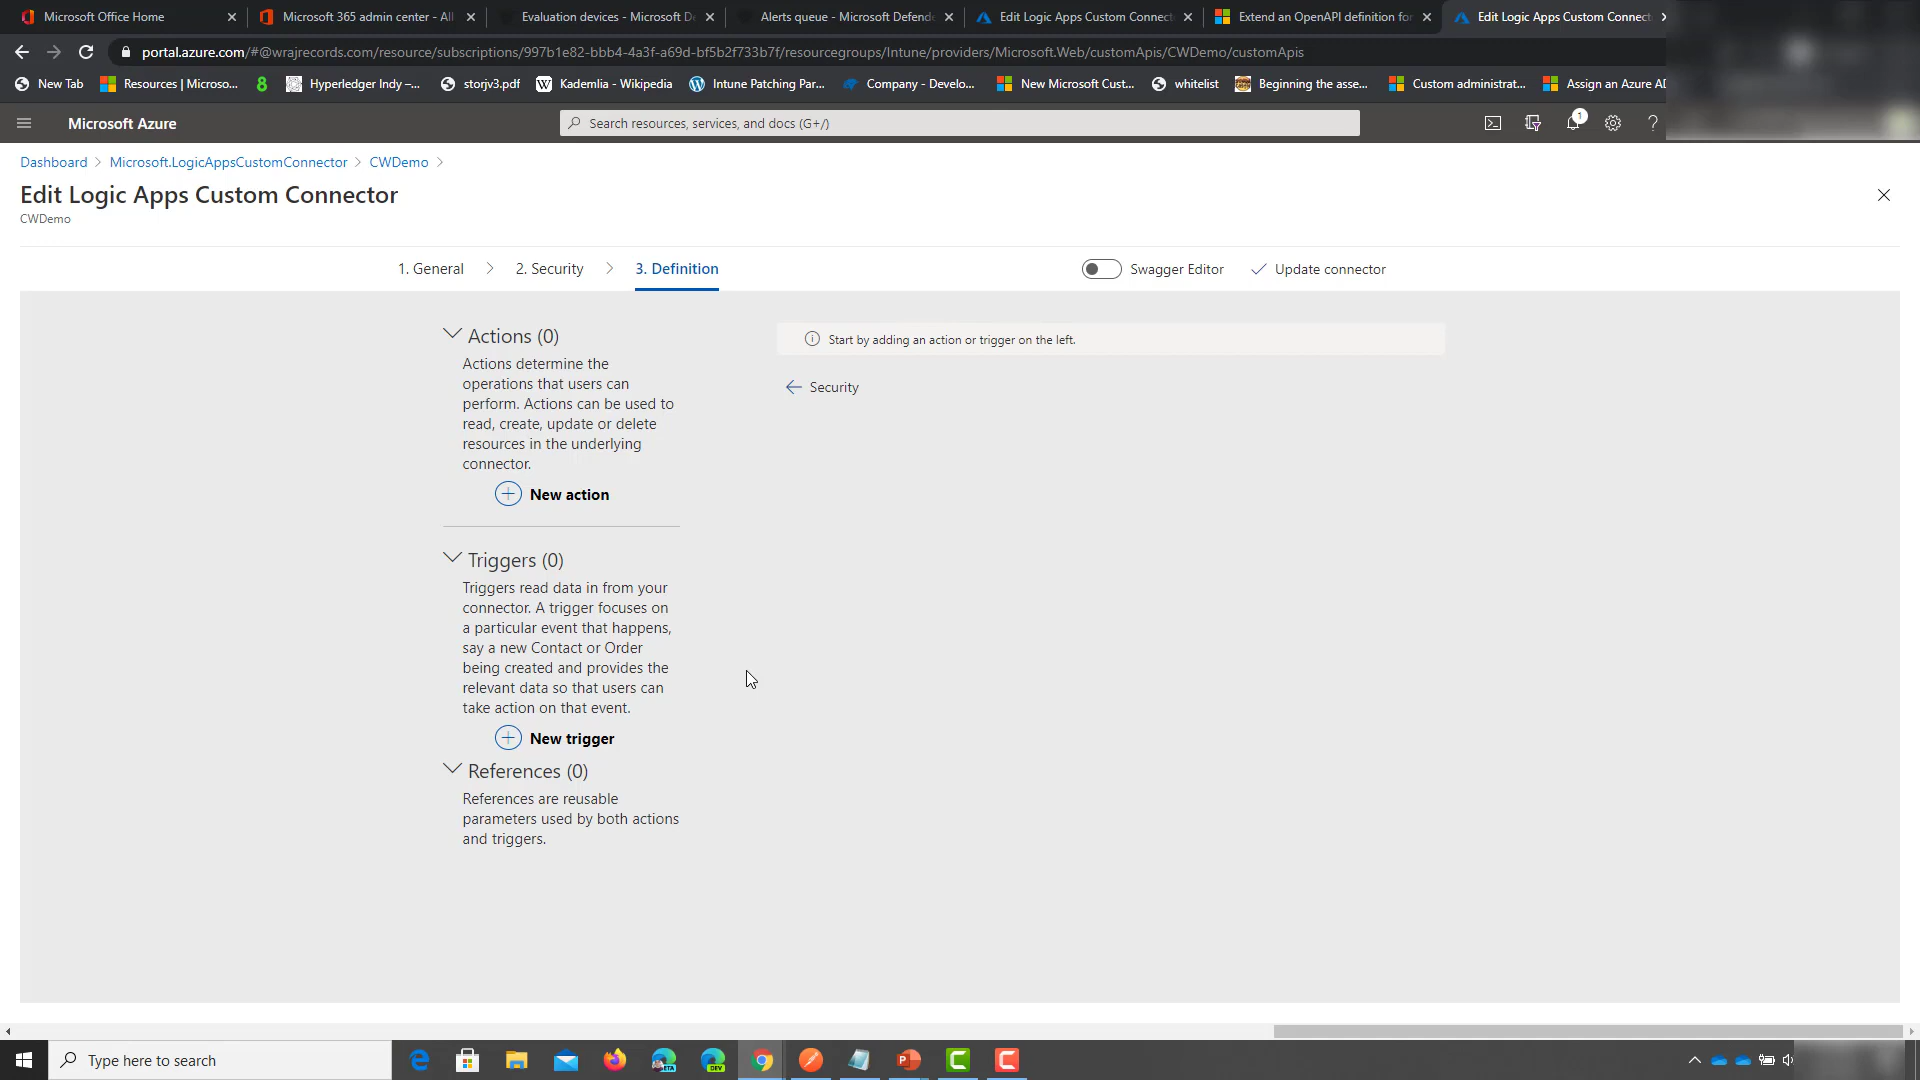 Microsoft Office Home
Microsoft 365 admin center - All
Evaluation devices - Microsoft De
Alerts queue - Microsoft Defende
Edit Logic Apps Custom Connect
Extend an OpenAPI definition for
Edit Logic Apps Custom Connect
portal.azure.com/#@wrajrecords.com/resource/subscriptions/997b1e82-bbb4-4a3f-a69d-bf5b2f733b7f/resourcegroups/Intune/providers/Microsoft.Web/customApis/CWDemo/customApis
New Tab
Resources | Microso...
Hyperledger Indy –...
storjv3.pdf
Kademlia - Wikipedia
Intune Patching Par...
Company - Develo...
New Microsoft Cust...
whitelist
Beginning the asse...
Custom administrat...
Assign an Azure AD
Microsoft Azure
Search resources, services, and docs (G+/)
1
Dashboard > Microsoft.LogicAppsCustomConnector > CWDemo >
Edit Logic Apps Custom Connector
CWDemo
1. General > 2. Security > 3. Definition
Swagger Editor
Update connector
Actions (0)
Actions determine the
operations that users can
perform. Actions can be used to
read, create, update or delete
resources in the underlying
connector.
New action
Triggers (0)
Triggers read data in from your
connector. A trigger focuses on
a particular event that happens,
say a new Contact or Order
being created and provides the
relevant data so that users can
take action on that event.
New trigger
References (0)
References are reusable
parameters used by both actions
and triggers.
Start by adding an action or trigger on the left.
Security
Type here to search
BETA
DEV